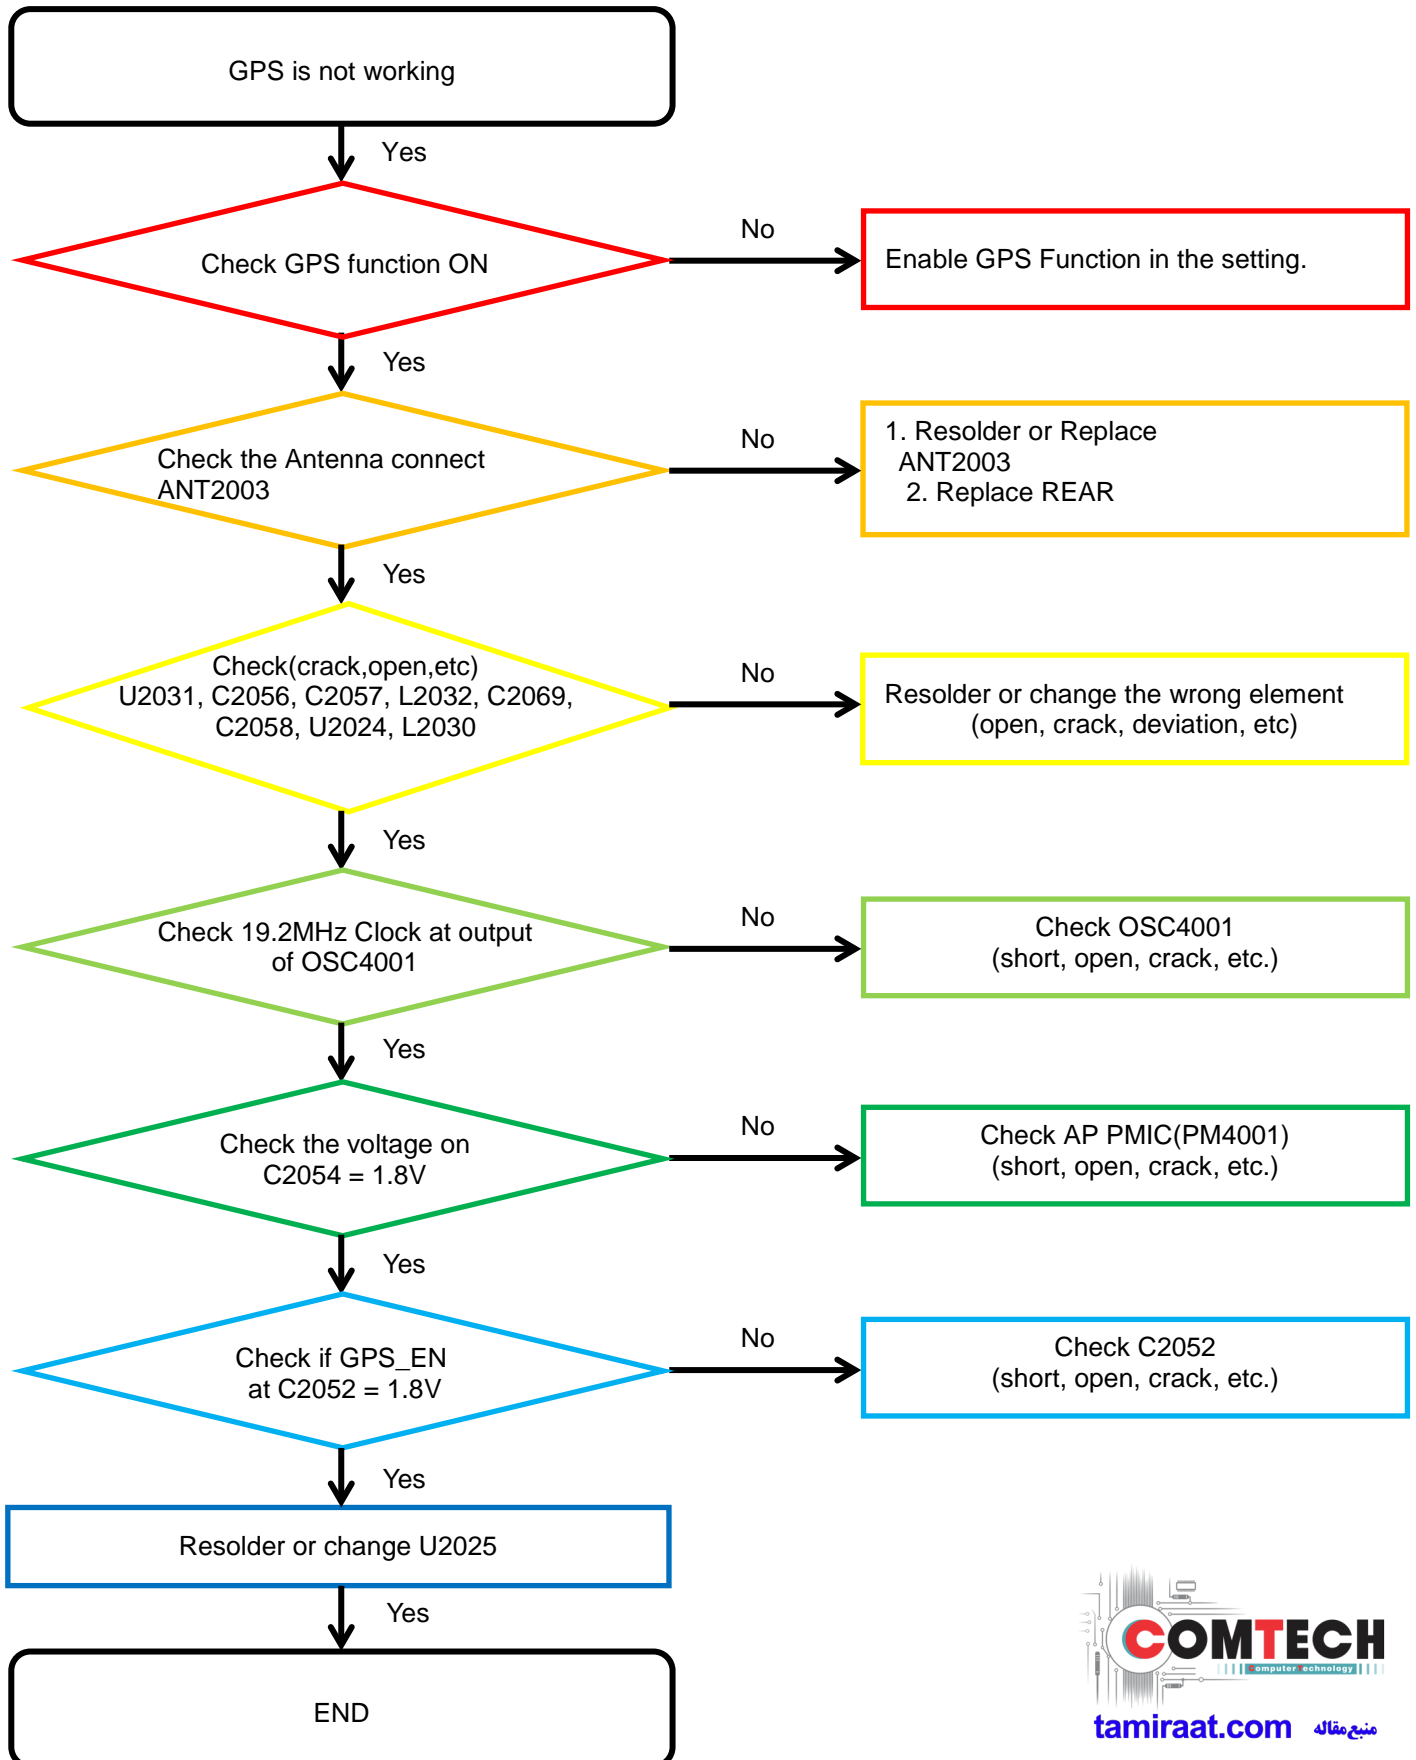 GPS is not working
Yes
Check GPS function ON
No
Enable GPS Function in the setting.
Yes
Check the Antenna connect
ANT2003
No
1. Resolder or Replace
ANT2003
2. Replace REAR
Yes
Check(crack,open,etc)
U2031, C2056, C2057, L2032, C2069,
C2058, U2024, L2030
No
Resolder or change the wrong element
(open, crack, deviation, etc)
Yes
Check 19.2MHz Clock at output
of OSC4001
No
Check OSC4001
(short, open, crack, etc.)
Yes
Check the voltage on
C2054 = 1.8V
No
Check AP PMIC(PM4001)
(short, open, crack, etc.)
Yes
Check if GPS_EN
at C2052 = 1.8V
No
Check C2052
(short, open, crack, etc.)
Yes
Resolder or change U2025
Yes
END
COMTECH
Computer Technology
tamiraat.com منبع مقاله